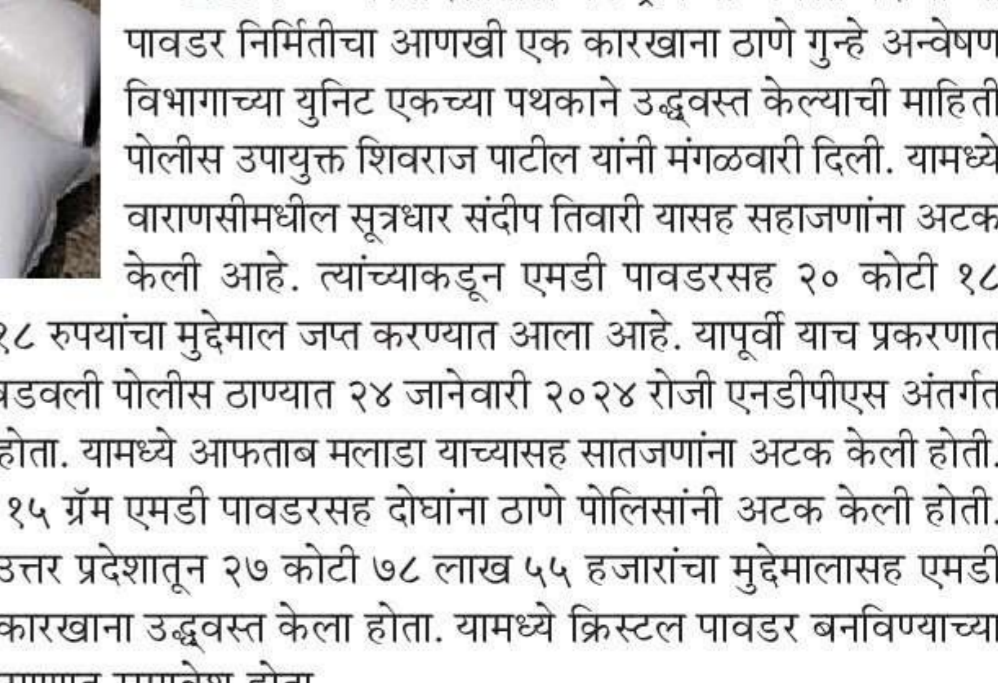 पावडर निर्मितीचा आणखी एक कारखाना ठाणे गुन्हे अन्वेषण
विभागाच्या युनिट एकच्या पथकाने उद्ध्वस्त केल्याची माहिती
पोलीस उपायुक्त शिवराज पाटील यांनी मंगळवारी दिली. यामध्ये
वाराणसीमधील सूत्रधार संदीप तिवारी यासह सहाजणांना अटक
केली आहे. त्यांच्याकडून एमडी पावडरसह २० कोटी १८
१८ रुपयांचा मुद्देमाल जप्त करण्यात आला आहे. यापूर्वी याच प्रकरणात
पोलीस ठाण्यात २४ जानेवारी २०२४ रोजी एनडीपीएस अंतर्गत
होता. यामध्ये आफताब मलाडा याच्यासह सातजणांना अटक केली होती.
१५ ग्रॅम एमडी पावडरसह दोघांना ठाणे पोलिसांनी अटक केली होती.
उत्तर प्रदेशातून २७ कोटी ७८ लाख ५५ हजारांचा मुद्देमालासह एमडी
कारखाना उद्ध्वस्त केला होता. यामध्ये क्रिस्टल पावडर बनविण्याच्या